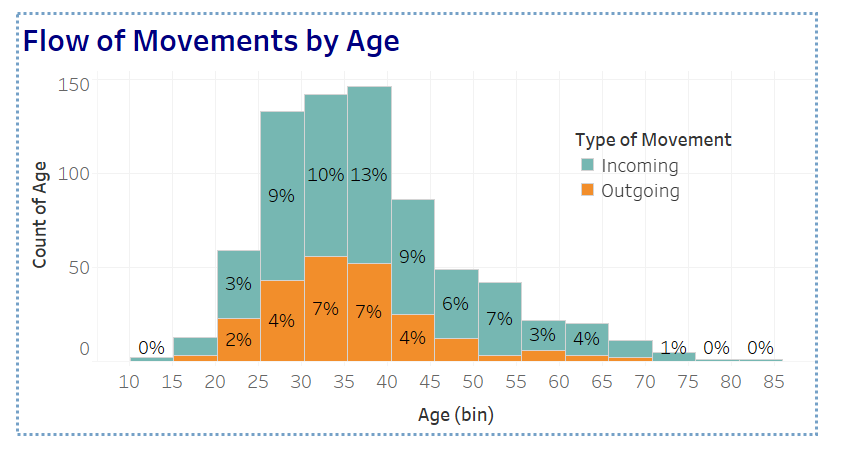 Flow of Movements by Age
150
100
50
0
Count of Age
Type of Movement
Incoming
Outgoing
10% 13%
9%
9%
3%
6%
7%
7% 7%
4%
2%
4%
3%
4%
0%
1% 0% 0%
10 15 20 25 30 35 40 45 50 55 60 65 70 75 80 85
Age (bin)